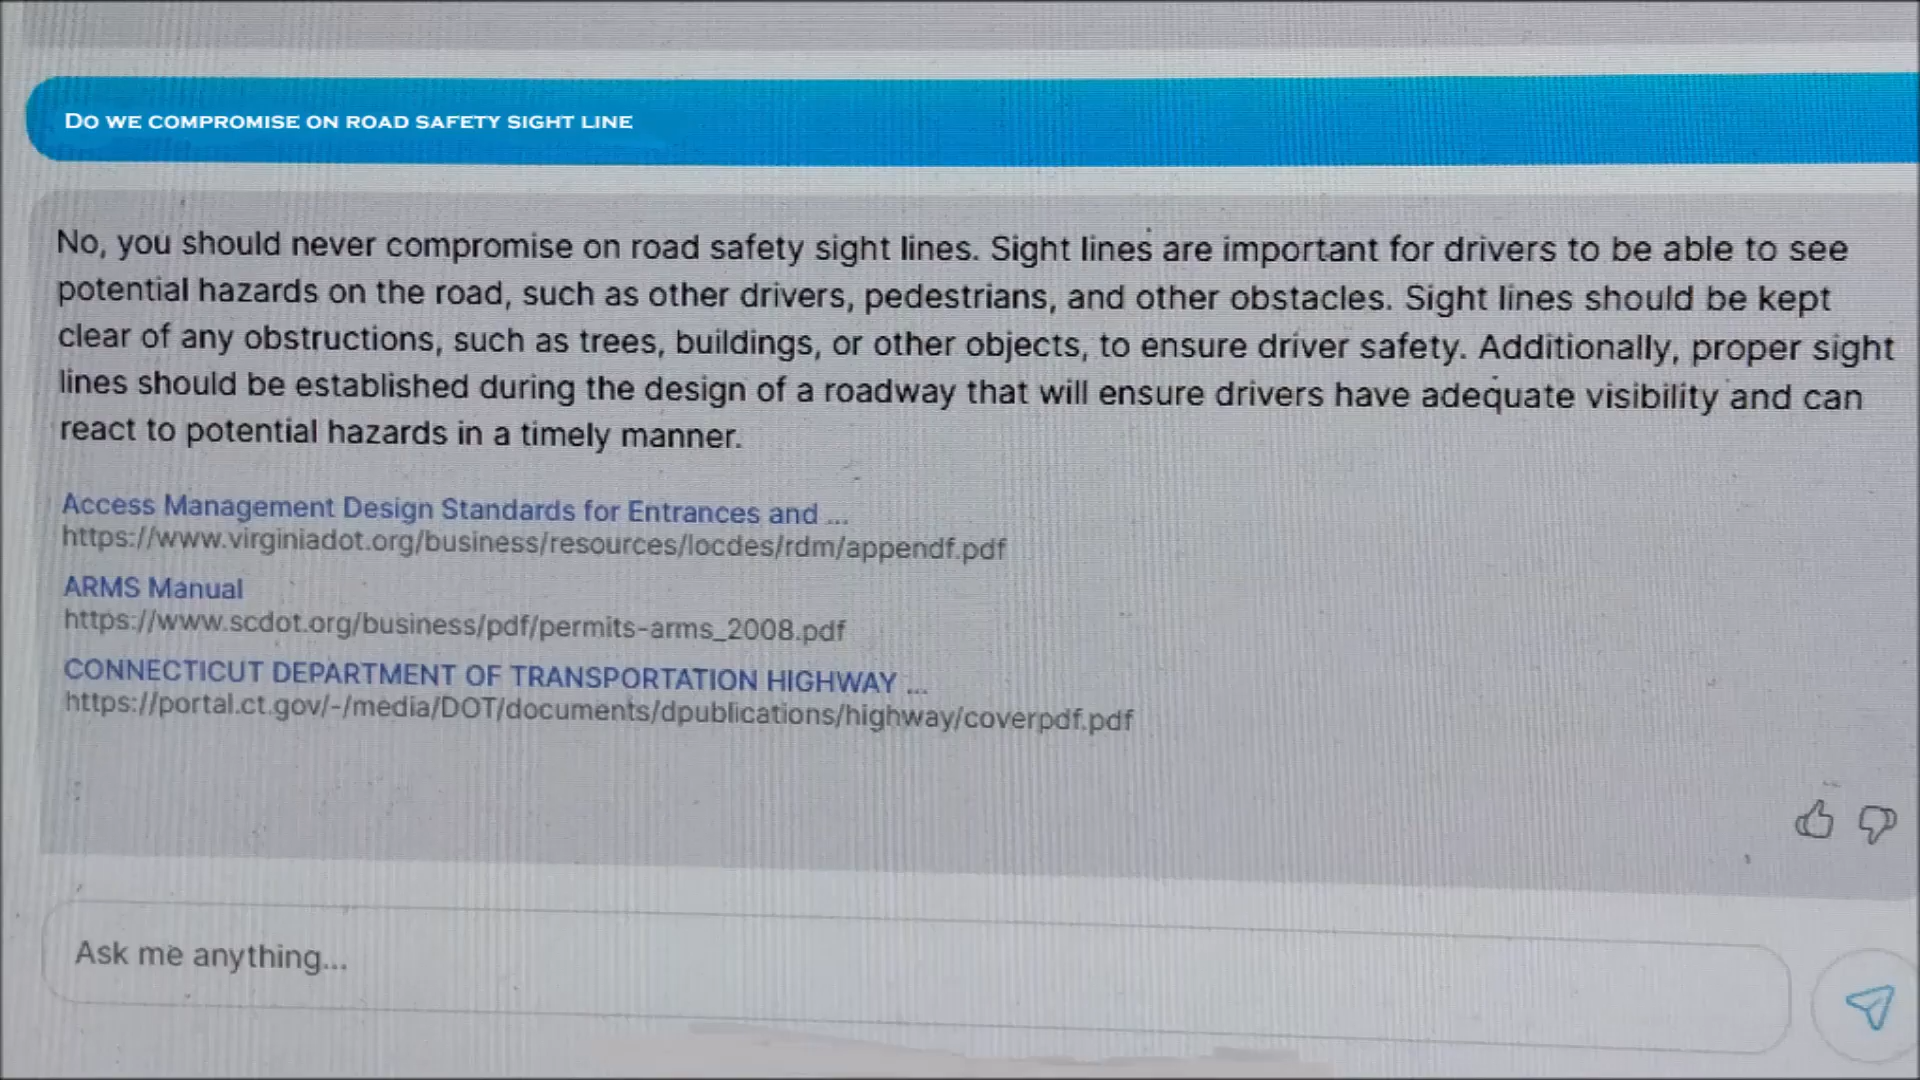 Do we compromise on road safety sight line
No, you should never compromise on road safety sight lines. Sight lines are important for drivers to be able to see
potential hazards on the road, such as other drivers, pedestrians, and other obstacles. Sight lines should be kept
clear of any obstructions, such as trees, buildings, or other objects, to ensure driver safety. Additionally, proper sight
lines should be established during the design of a roadway that will ensure drivers have adequate visibility and can
react to potential hazards in a timely manner.
Access Management Design Standards for Entrances and ...
https://www.virginiadot.org/business/resources/locdes/rdm/appendf.pdf
ARMS Manual
https://www.scdot.org/business/pdf/permits-arms_2008.pdf
CONNECTICUT DEPARTMENT OF TRANSPORTATION HIGHWAY ...
https://portal.ct.gov/-/media/DOT/documents/dpublications/highway/coverpdf.pdf
Ask me anything...